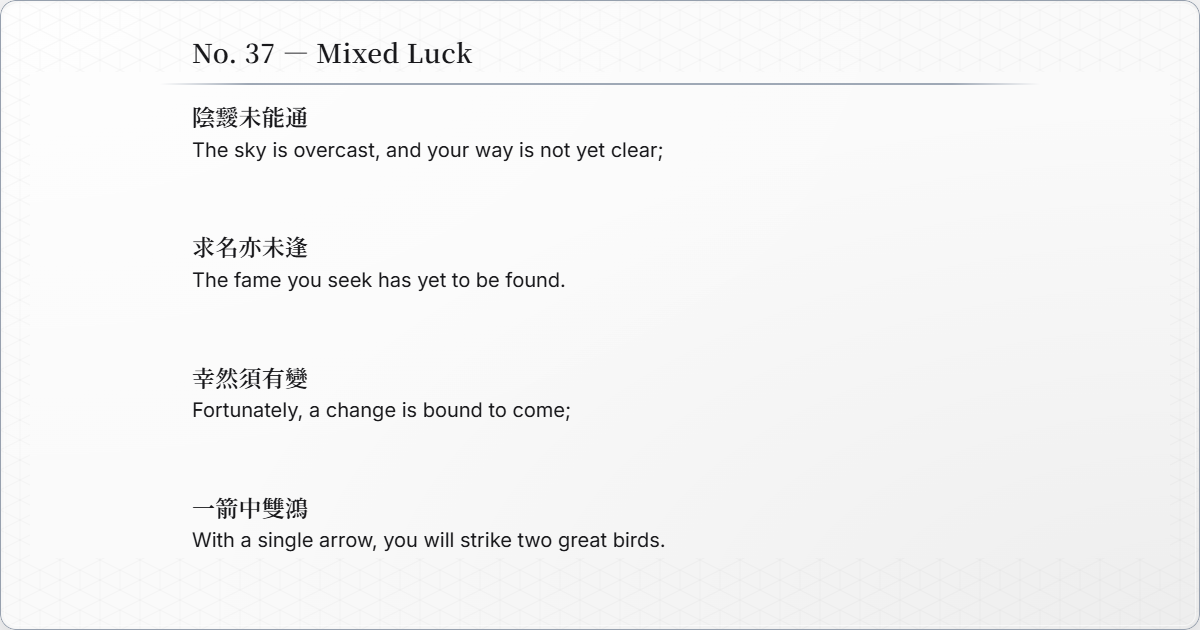 No. 37 — Mixed Luck
陰靉未能通
The sky is overcast, and your way is not yet clear;
求名亦未逢
The fame you seek has yet to be found.
幸然須有變
Fortunately, a change is bound to come;
一箭中雙鴻
With a single arrow, you will strike two great birds.